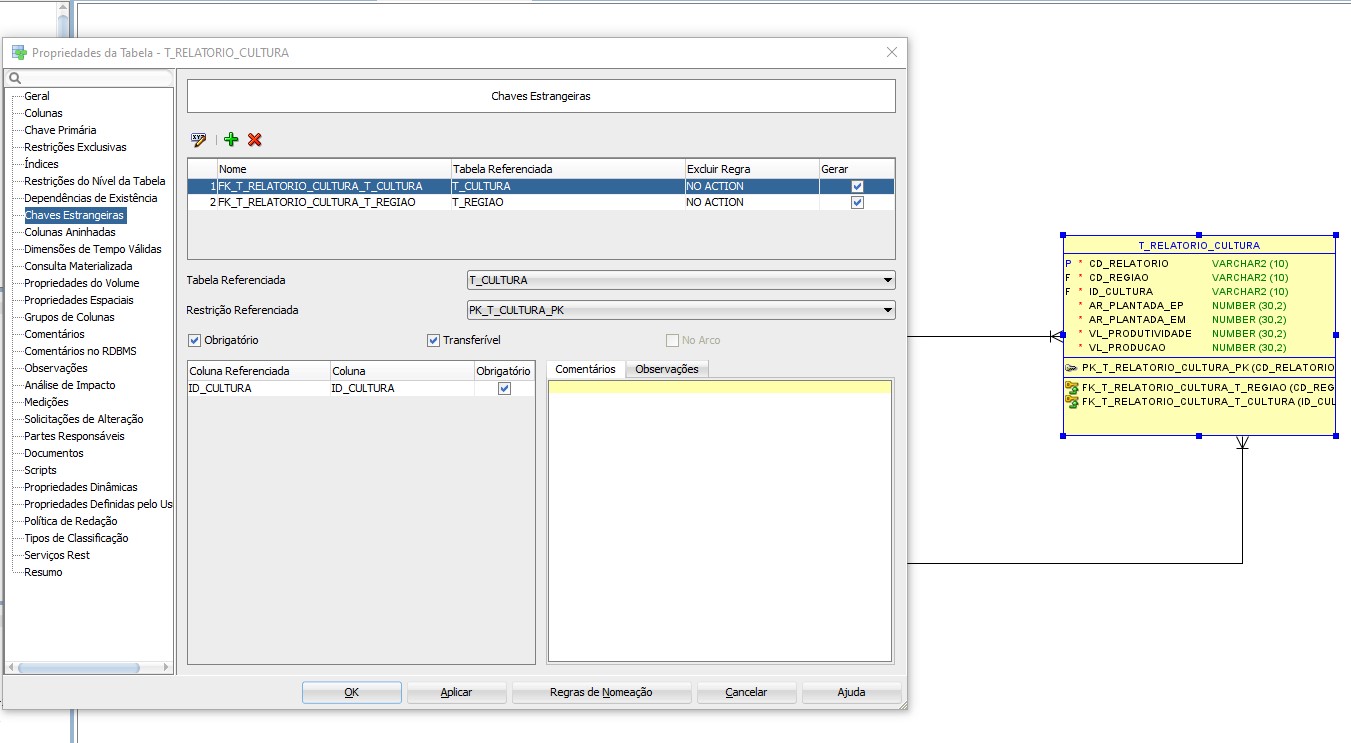 Propriedades da Tabela - T_RELATORIO_CULTURA
Geral
Colunas
Chave Primária
Restrições Exclusivas
Índices
Restrições do Nível da Tabela
Dependências de Existência
Chaves Estrangeiras
Colunas Aninhadas
Dimensões de Tempo Válidas
Consulta Materializada
Propriedades do Volume
Propriedades Espaciais
Grupos de Colunas
Comentários
Comentários no RDBMS
Observações
Análise de Impacto
Medições
Solicitações de Alteração
Partes Responsáveis
Documentos
Scripts
Propriedades Dinâmicas
Propriedades Definidas pelo Us
Política de Redação
Tipos de Classificação
Serviços Rest
Resumo
Chaves Estrangeiras
Nome Tabela Referenciada Excluir Regra Gerar
1 FK_T_RELATORIO_CULTURA_T_CULTURA T_CULTURA NO ACTION
2 FK_T_RELATORIO_CULTURA_T_REGIAO T_REGIAO NO ACTION
Tabela Referenciada T_CULTURA
Restrição Referenciada PK_T_CULTURA_PK
Obrigatório Transferível No Arco
Coluna Referenciada Coluna Obrigatório
ID_CULTURA ID_CULTURA
Comentários Observações
OK Aplicar Regras de Nomeação Cancelar Ajuda
T_RELATORIO_CULTURA
P * CD_RELATORIO VARCHAR2 (10)
F * CD_REGIAO VARCHAR2 (10)
F * ID_CULTURA VARCHAR2 (10)
* AR_PLANTADA_EP NUMBER (30,2)
* AR_PLANTADA_EM NUMBER (30,2)
* VL_PRODUTIVIDADE NUMBER (30,2)
* VL_PRODUCAO NUMBER (30,2)
PK_T_RELATORIO_CULTURA_PK (CD_RELATORIO
FK_T_RELATORIO_CULTURA_T_REGIAO (CD_REG
FK_T_RELATORIO_CULTURA_T_CULTURA (ID_CUL